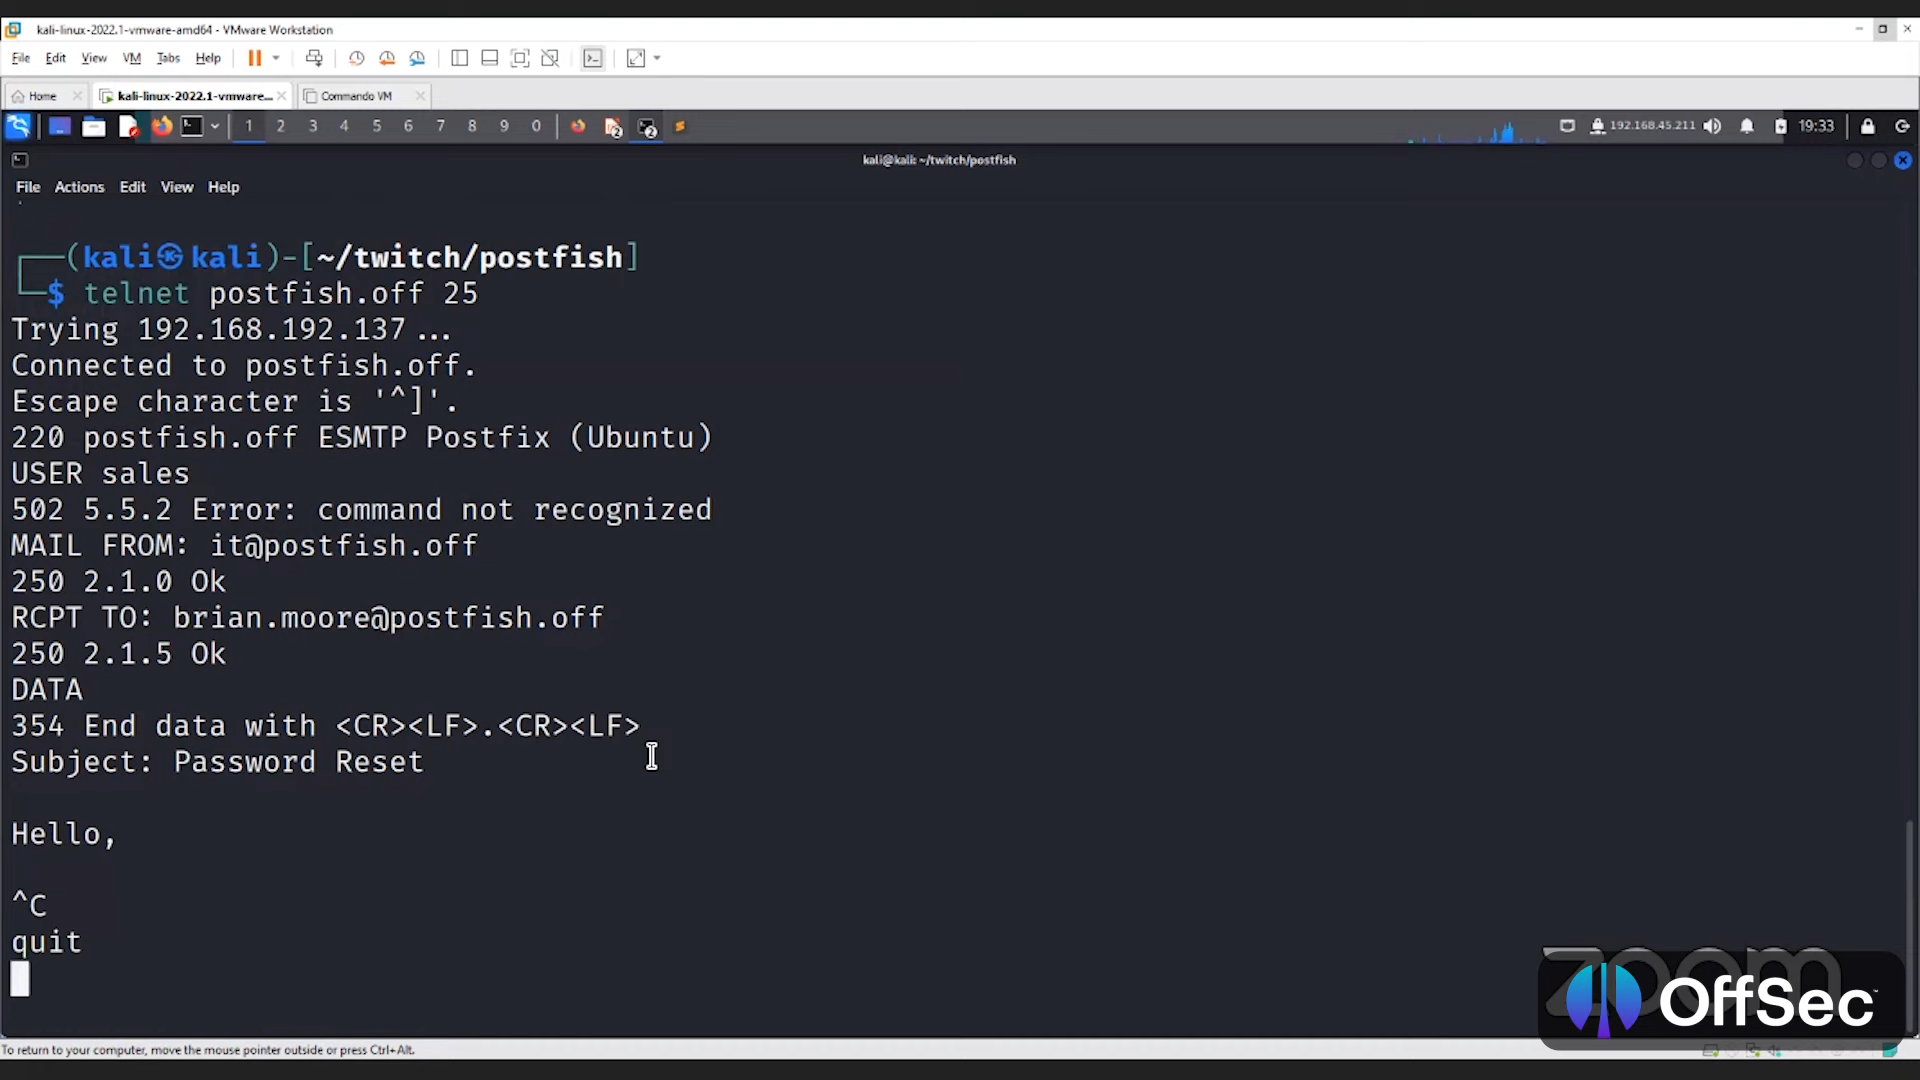 kali-linux-2022.1-vmware-amd64 - VMware Workstation
File Edit View VM Tabs Help
Home kali-linux-2022.1-vmware... Commando VM
1 2 3 4 5 6 7 8 9 0 192.168.45.211 19:33
kali@kali: ~/twitch/postfish
File Actions Edit View Help
(kali㉿kali)-[~/twitch/postfish]
$ telnet postfish.off 25
Trying 192.168.192.137 ...
Connected to postfish.off.
Escape character is '^]'.
220 postfish.off ESMTP Postfix (Ubuntu)
USER sales
502 5.5.2 Error: command not recognized
MAIL FROM: it@postfish.off
250 2.1.0 Ok
RCPT TO: brian.moore@postfish.off
250 2.1.5 Ok
DATA
354 End data with <CR><LF>.<CR><LF>
Subject: Password Reset
Hello,
^C
quit
zoom
OffSec™
To return to your computer, move the mouse pointer outside or press Ctrl+Alt.